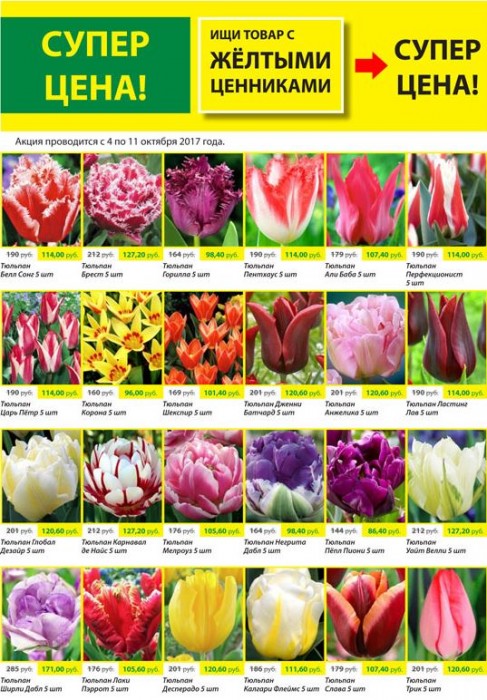 СУПЕР
ЦЕНА!
ИЩИ ТОВАР С
ЖЁЛТЫМИ
ЦЕННИКАМИ
СУПЕР
ЦЕНА!
Акция проводится с 4 по 11 октября 2017 года.
190 руб. 114,00 руб. 212 руб. 127,20 руб. 164 руб. 98,40 руб. 190 руб. 114,00 руб. 179 руб. 107,40 руб. 190 руб. 114,00 руб.
Тюльпан Тюльпан Тюльпан Тюльпан Тюльпан Тюльпан
Белл Сонг 5 шт Брест 5 шт Горилла 5 шт Пентхаус 5 шт Али Баба 5 шт Перфекционист
5 шт
190 руб. 114,00 руб. 160 руб. 96,00 руб. 169 руб. 101,40 руб. 201 руб. 120,60 руб. 201 руб. 120,60 руб. 190 руб. 114,00 руб.
Тюльпан Тюльпан Тюльпан Тюльпан Дженни Тюльпан Тюльпан Ластинг
Царь Пётр 5 шт Корона 5 шт Шекспир 5 шт Батчард 5 шт Анжелика 5 шт Лав 5 шт
201 руб. 120,60 руб. 212 руб. 127,20 руб. 176 руб. 105,60 руб. 164 руб. 98,40 руб. 144 руб. 86,40 руб. 212 руб. 127,20 руб.
Тюльпан Глобал Тюльпан Карнавал Тюльпан Тюльпан Негрита Тюльпан Тюльпан
Дезайр 5 шт де Найс 5 шт Мелроуз 5 шт Дабл 5 шт Пёпл Пиони 5 шт Уайт Велли 5 шт
285 руб. 171,00 руб. 176 руб. 105,60 руб. 201 руб. 120,60 руб. 186 руб. 111,60 руб. 179 руб. 107,40 руб. 201 руб. 120,60 руб.
Тюльпан Тюльпан Лаки Тюльпан Тюльпан Тюльпан Тюльпан
Ширли Дабл 5 шт Пэррот 5 шт Десперадо 5 шт Калгари Флеймс 5 шт Слава 5 шт Трик 5 шт